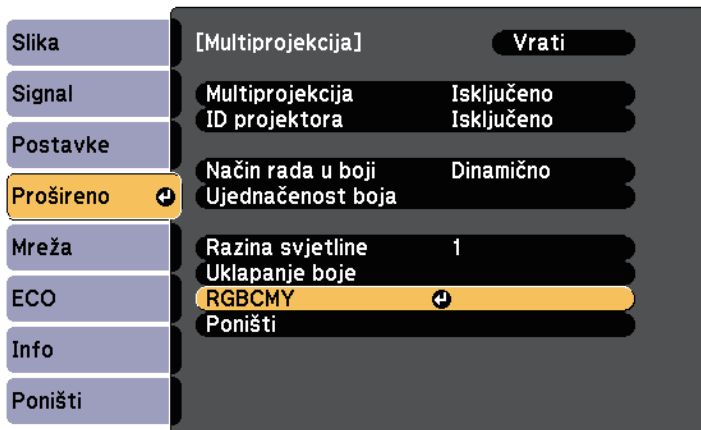 Slika
Signal
Postavke
Prošireno
Mreža
ECO
Info
Poništi
[Multiprojekcija] Vrati
Multiprojekcija Isključeno
ID projektora Isključeno
Način rada u boji Dinamično
Ujednačenost boja
Razina svjetline 1
Uklapanje boje
RGBCMY
Poništi